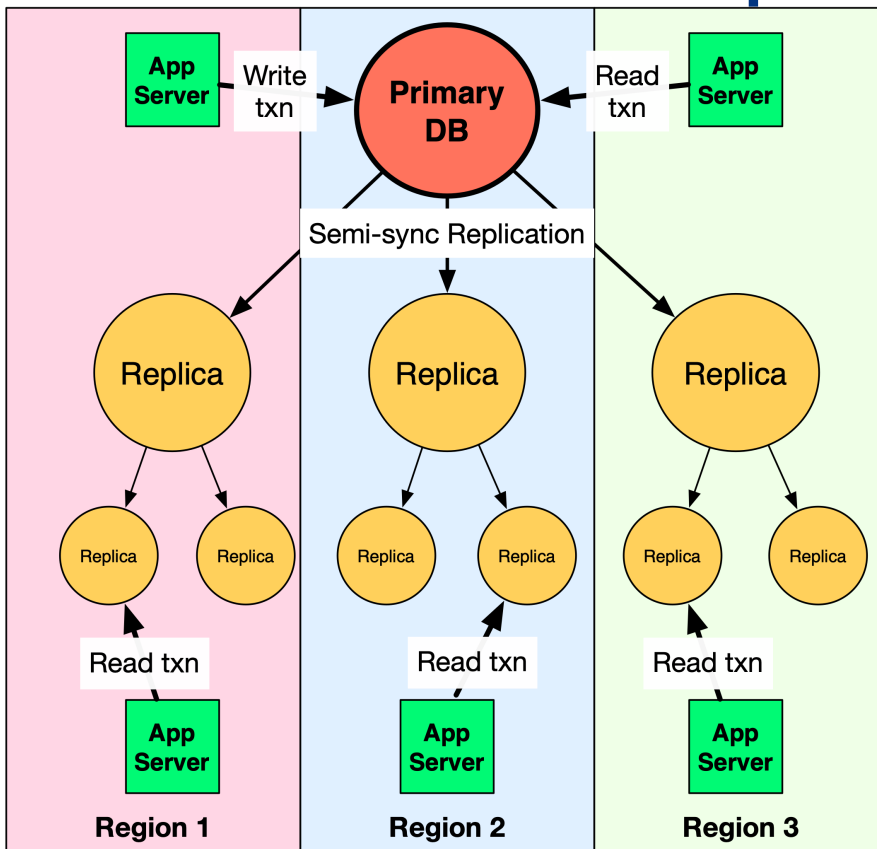 App
Server
Write
txn
Primary
DB
Read
txn
App
Server
Semi-sync Replication
Replica
Replica
Replica
Replica
Replica
Replica
Replica
Replica
Replica
Read txn
Read txn
Read txn
App
Server
App
Server
App
Server
Region 1
Region 2
Region 3